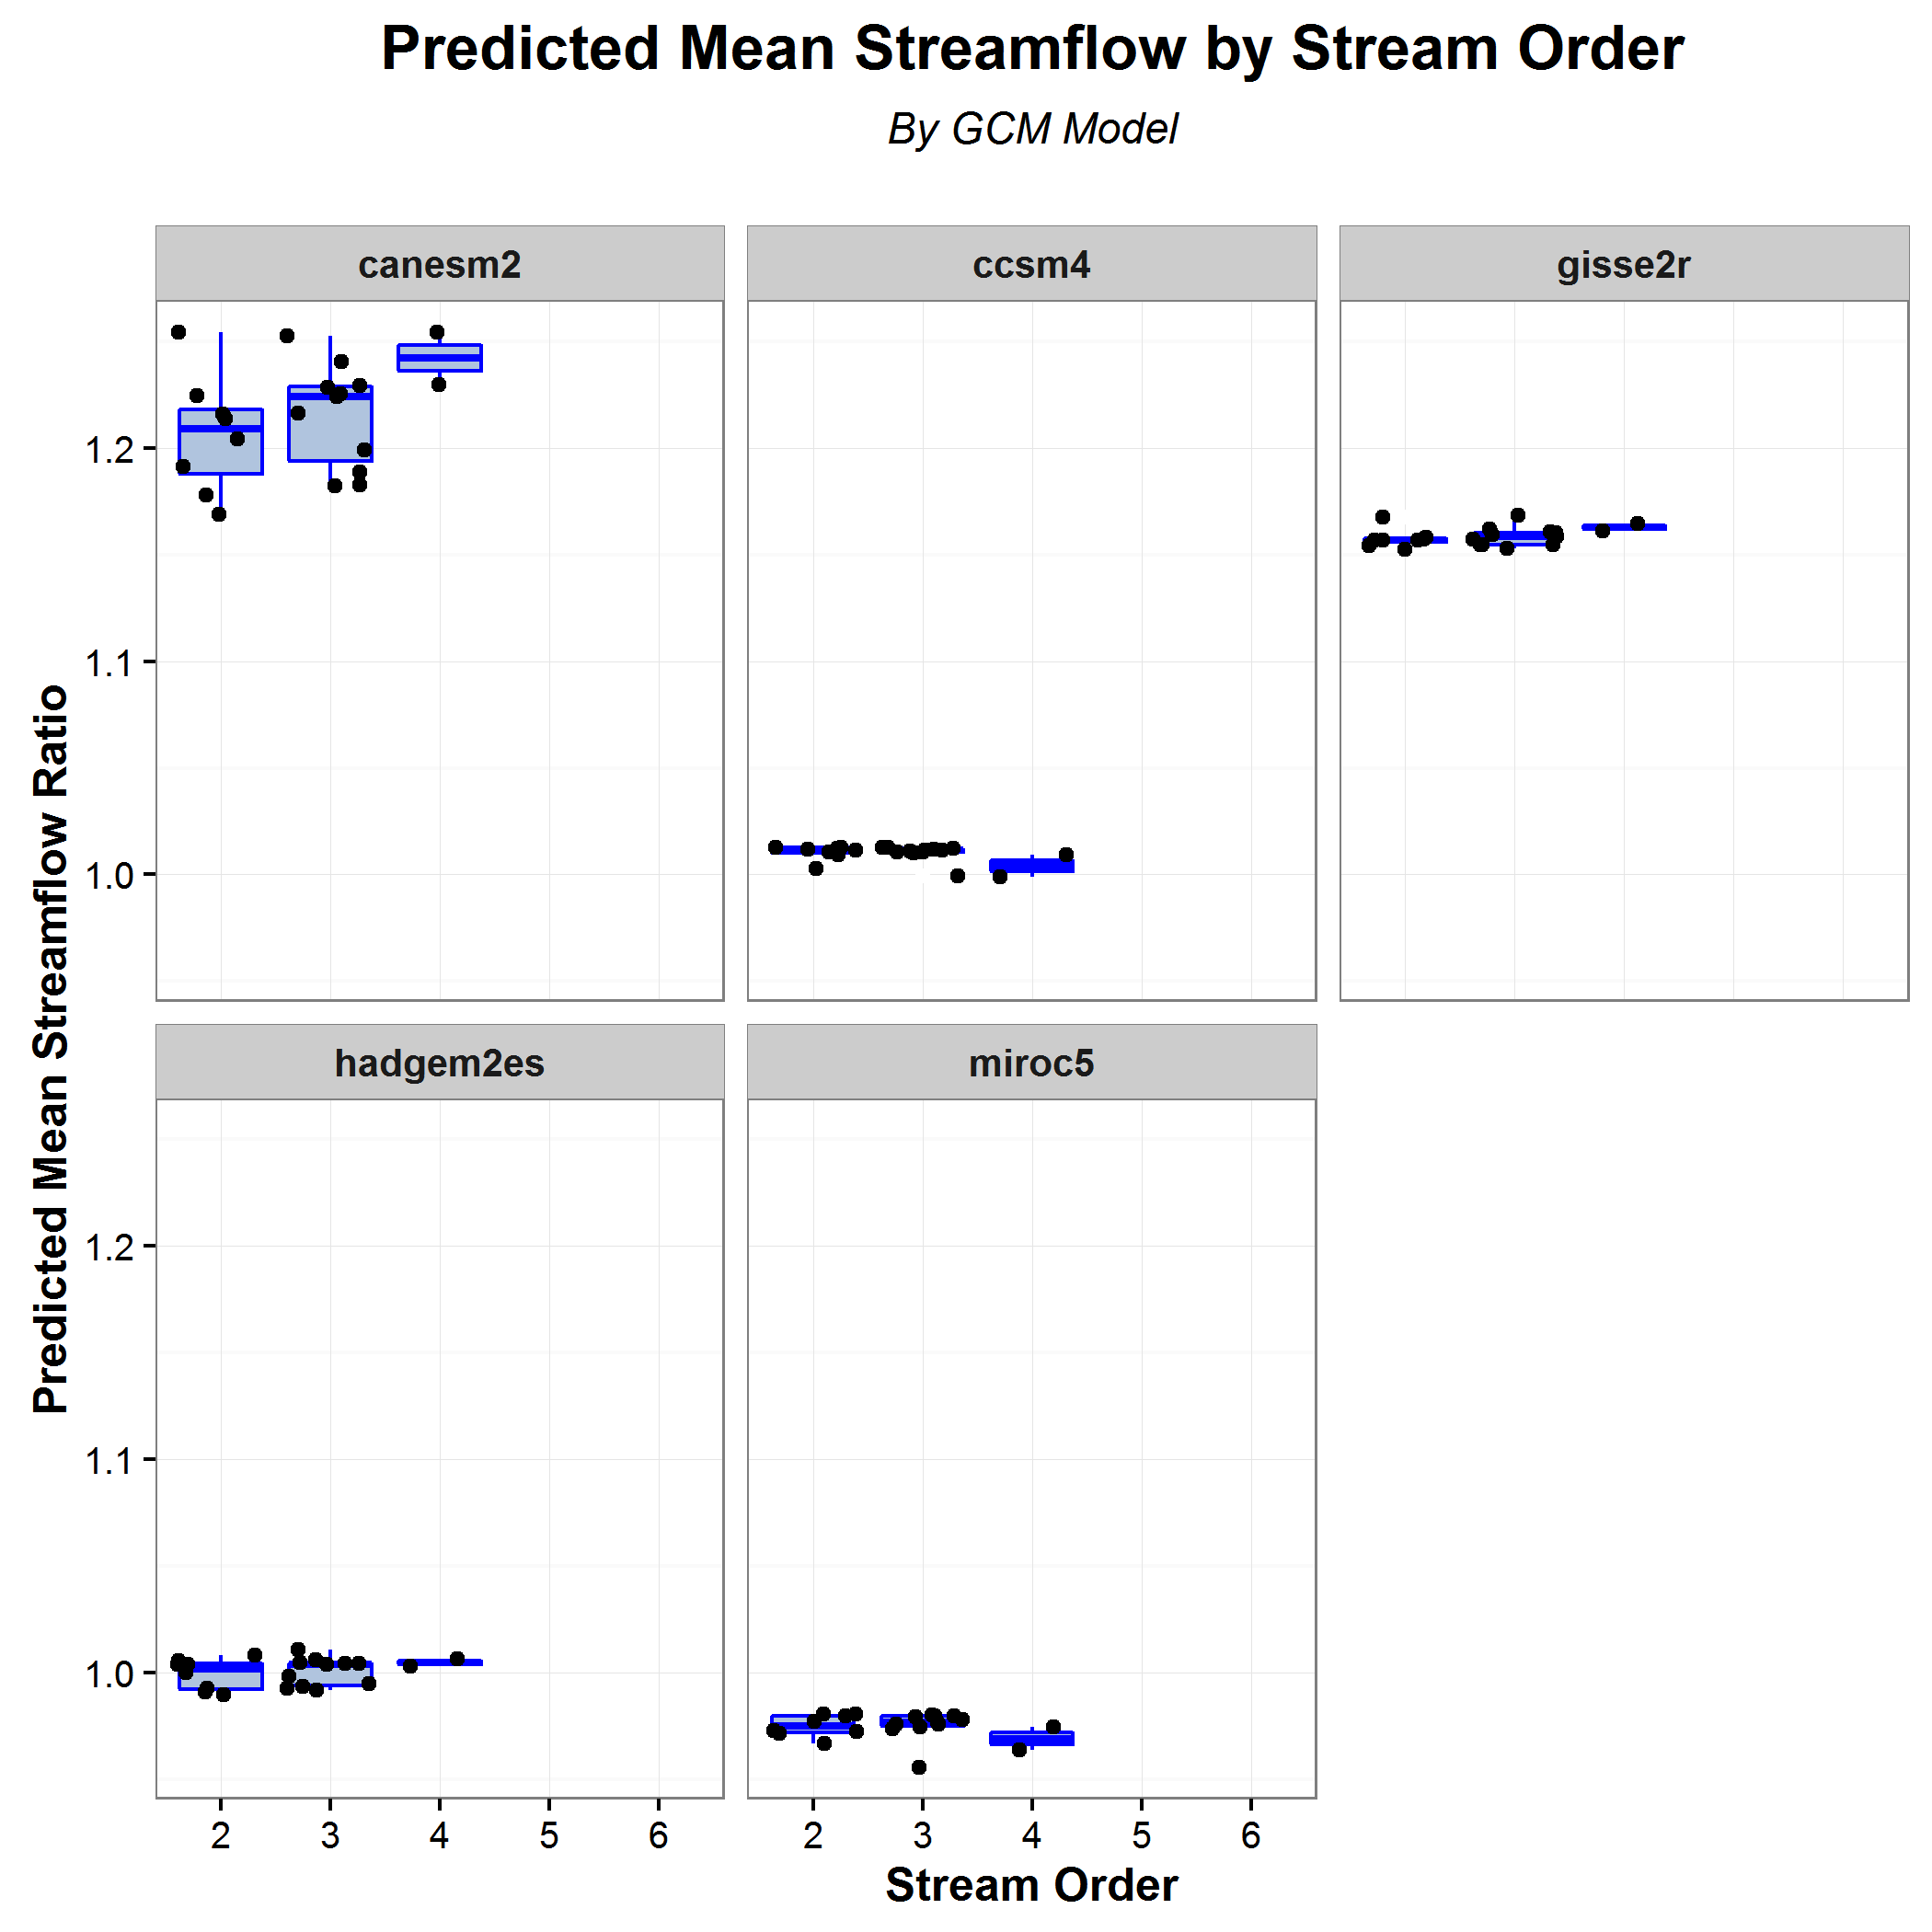 Predicted Mean Streamflow by Stream Order
By GCM Model
canesm2
ccsm4
gisse2r
1.2
1.1
1.0
Predicted Mean Streamflow Ratio
hadgem2es
miroc5
1.2
1.1
1.0
2 3 4 5 6
2 3 4 5 6
Stream Order